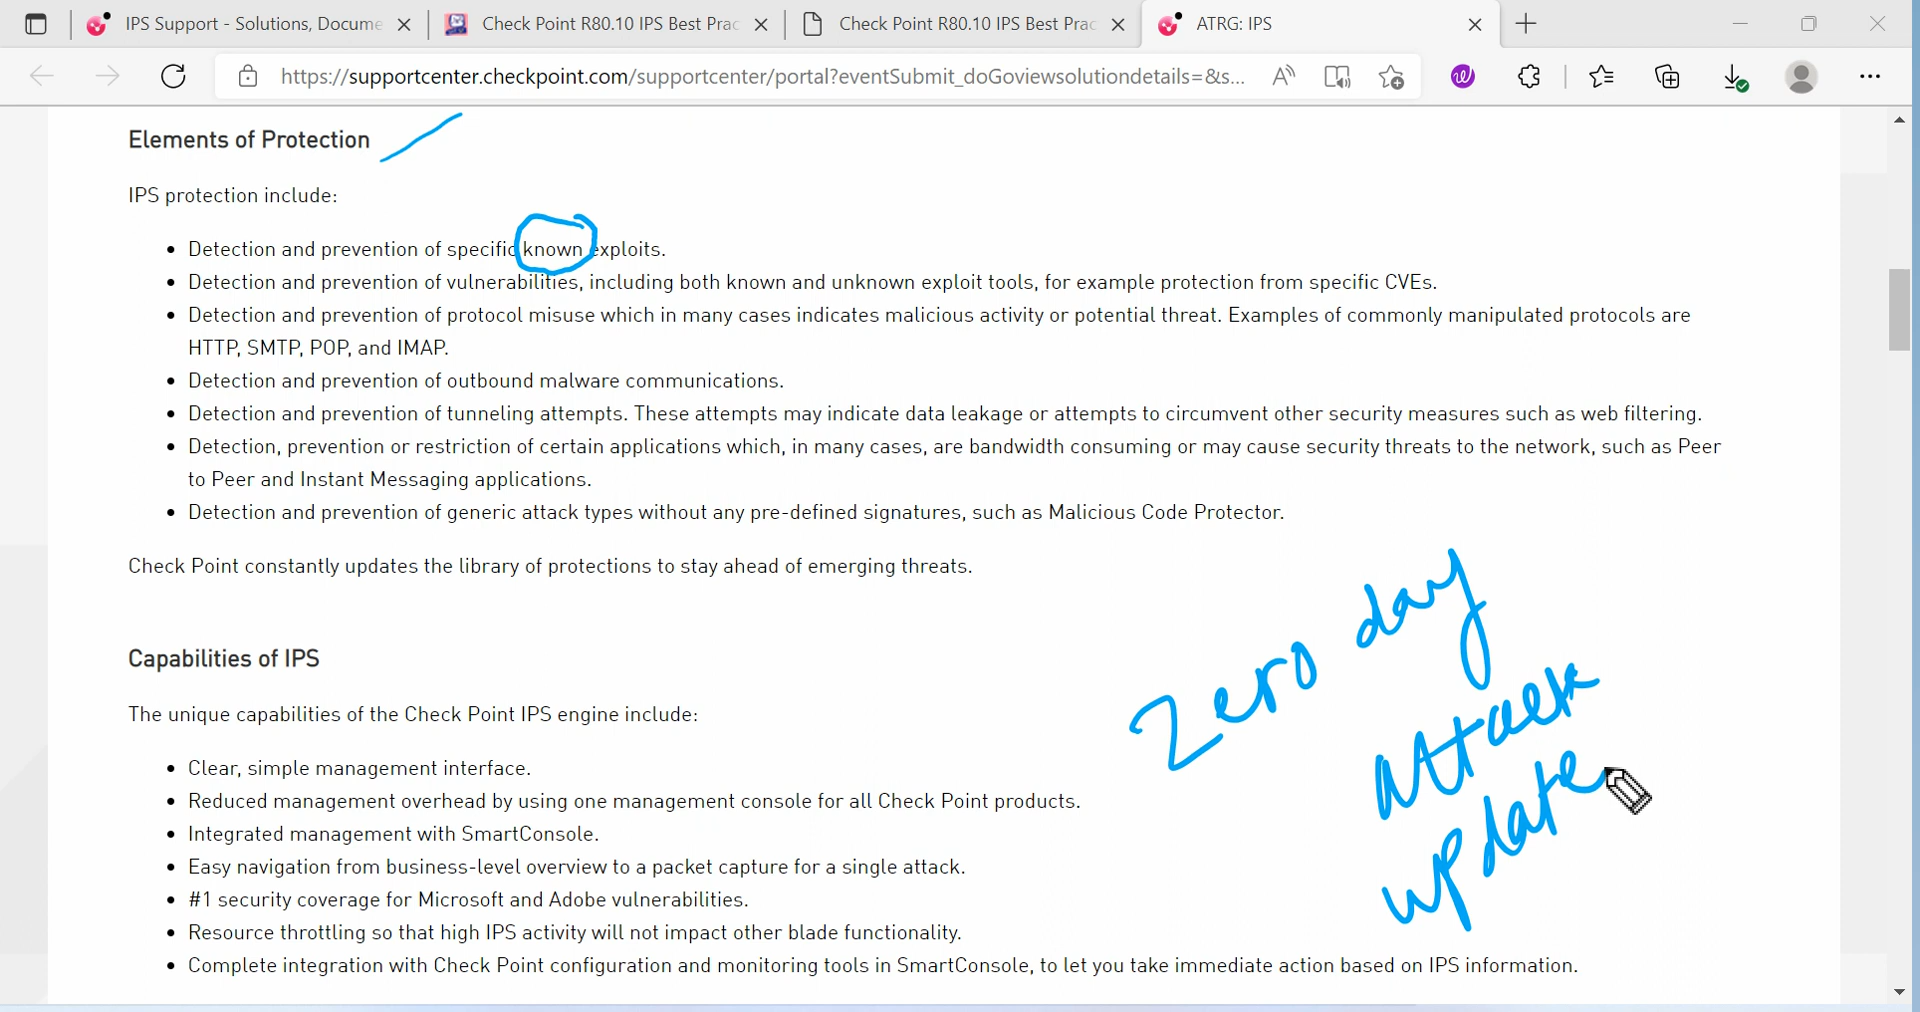 IPS Support - Solutions, Docume
Check Point R80.10 IPS Best Prac
Check Point R80.10 IPS Best Prac
ATRG: IPS
https://supportcenter.checkpoint.com/supportcenter/portal?eventSubmit_doGoviewsolutiondetails=&s...
Elements of Protection
IPS protection include:
• Detection and prevention of specific known exploits.
• Detection and prevention of vulnerabilities, including both known and unknown exploit tools, for example protection from specific CVEs.
• Detection and prevention of protocol misuse which in many cases indicates malicious activity or potential threat. Examples of commonly manipulated protocols are
HTTP, SMTP, POP, and IMAP.
• Detection and prevention of outbound malware communications.
• Detection and prevention of tunneling attempts. These attempts may indicate data leakage or attempts to circumvent other security measures such as web filtering.
• Detection, prevention or restriction of certain applications which, in many cases, are bandwidth consuming or may cause security threats to the network, such as Peer
to Peer and Instant Messaging applications.
• Detection and prevention of generic attack types without any pre-defined signatures, such as Malicious Code Protector.
Check Point constantly updates the library of protections to stay ahead of emerging threats.
Capabilities of IPS
The unique capabilities of the Check Point IPS engine include:
• Clear, simple management interface.
• Reduced management overhead by using one management console for all Check Point products.
• Integrated management with SmartConsole.
• Easy navigation from business-level overview to a packet capture for a single attack.
• #1 security coverage for Microsoft and Adobe vulnerabilities.
• Resource throttling so that high IPS activity will not impact other blade functionality.
• Complete integration with Check Point configuration and monitoring tools in SmartConsole, to let you take immediate action based on IPS information.
Zero day
attack
update